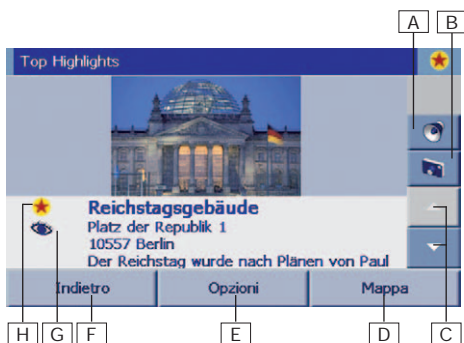 A B
Top Highlights
Reichstagsgebäude
Platz der Republik 1
10557 Berlin
Der Reichstag wurde nach Plänen von Paul
Indietro Opzioni Mappa
H G F E D C